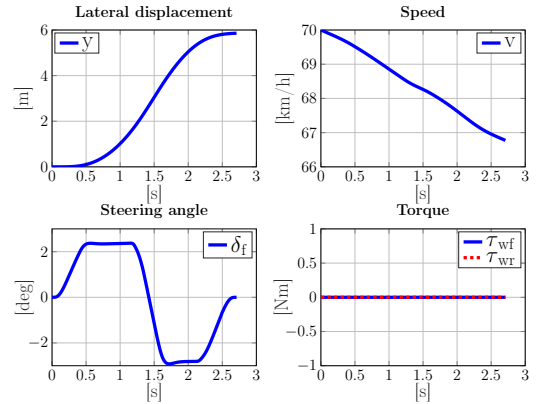 Lateral displacement
y
6
4
2
0
[m]
0 0.5 1 1.5 2 2.5 3
[s]
Speed
v
70
69
68
67
66
[km/h]
0 0.5 1 1.5 2 2.5 3
[s]
Steering angle
δf
2
0
−2
[deg]
0 0.5 1 1.5 2 2.5 3
[s]
Torque
τwf
τwr
1
0.5
0
−0.5
−1
[Nm]
0 0.5 1 1.5 2 2.5 3
[s]